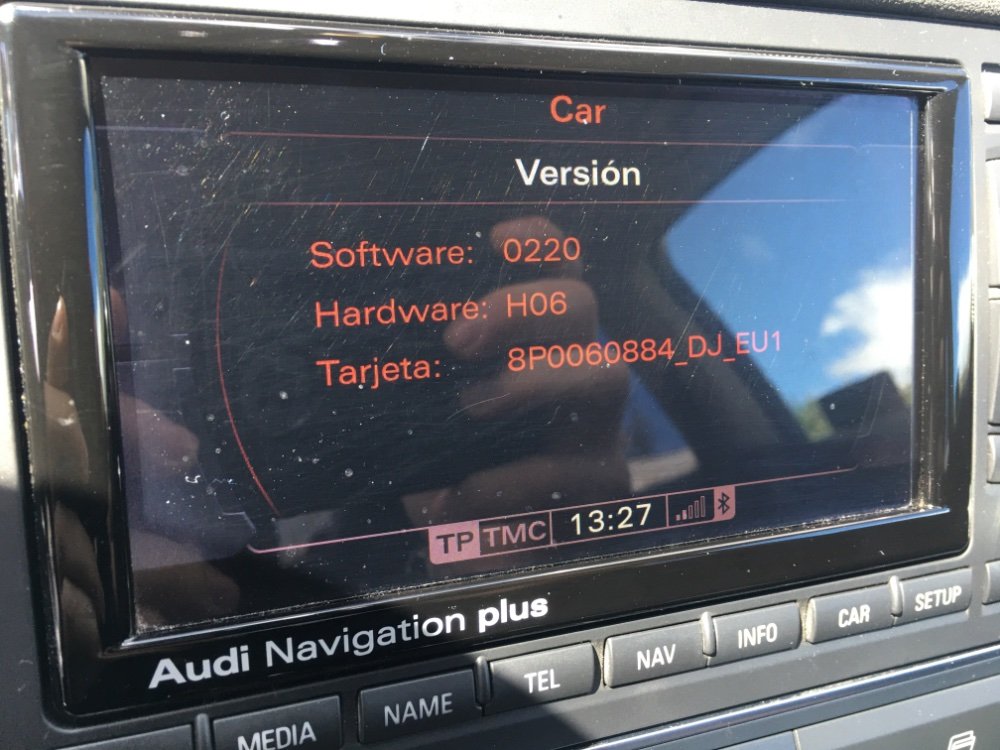 Car
Versión
Software: 0220
Hardware: H06
Tarjeta: 8P0060884_DJ_EU1
TP TMC 13:27
Audi Navigation plus
MEDIA NAME TEL NAV INFO CAR SETUP